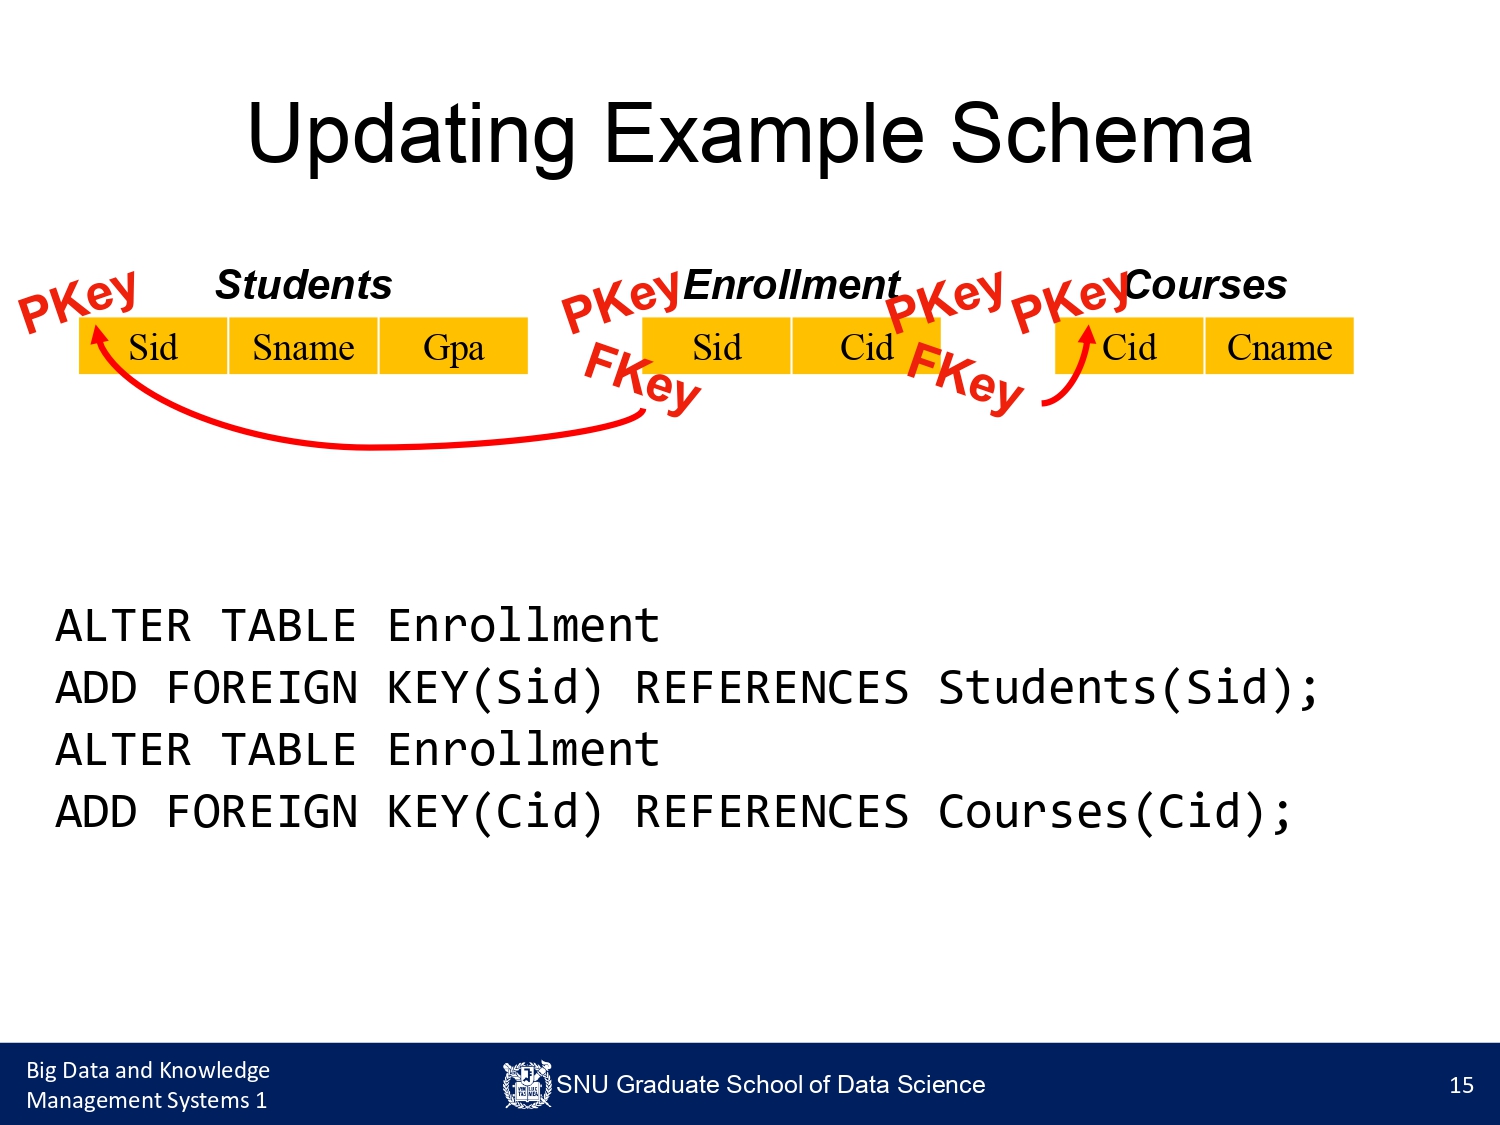 Updating Example Schema
Students
Enrollment
Courses
PKey
PKey
PKey
PKey
Sid Sname Gpa
Sid Cid
Cid Cname
FKey
FKey
ALTER TABLE Enrollment
ADD FOREIGN KEY(Sid) REFERENCES Students(Sid);
ALTER TABLE Enrollment
ADD FOREIGN KEY(Cid) REFERENCES Courses(Cid);
Big Data and Knowledge
Management Systems 1
SNU Graduate School of Data Science
15